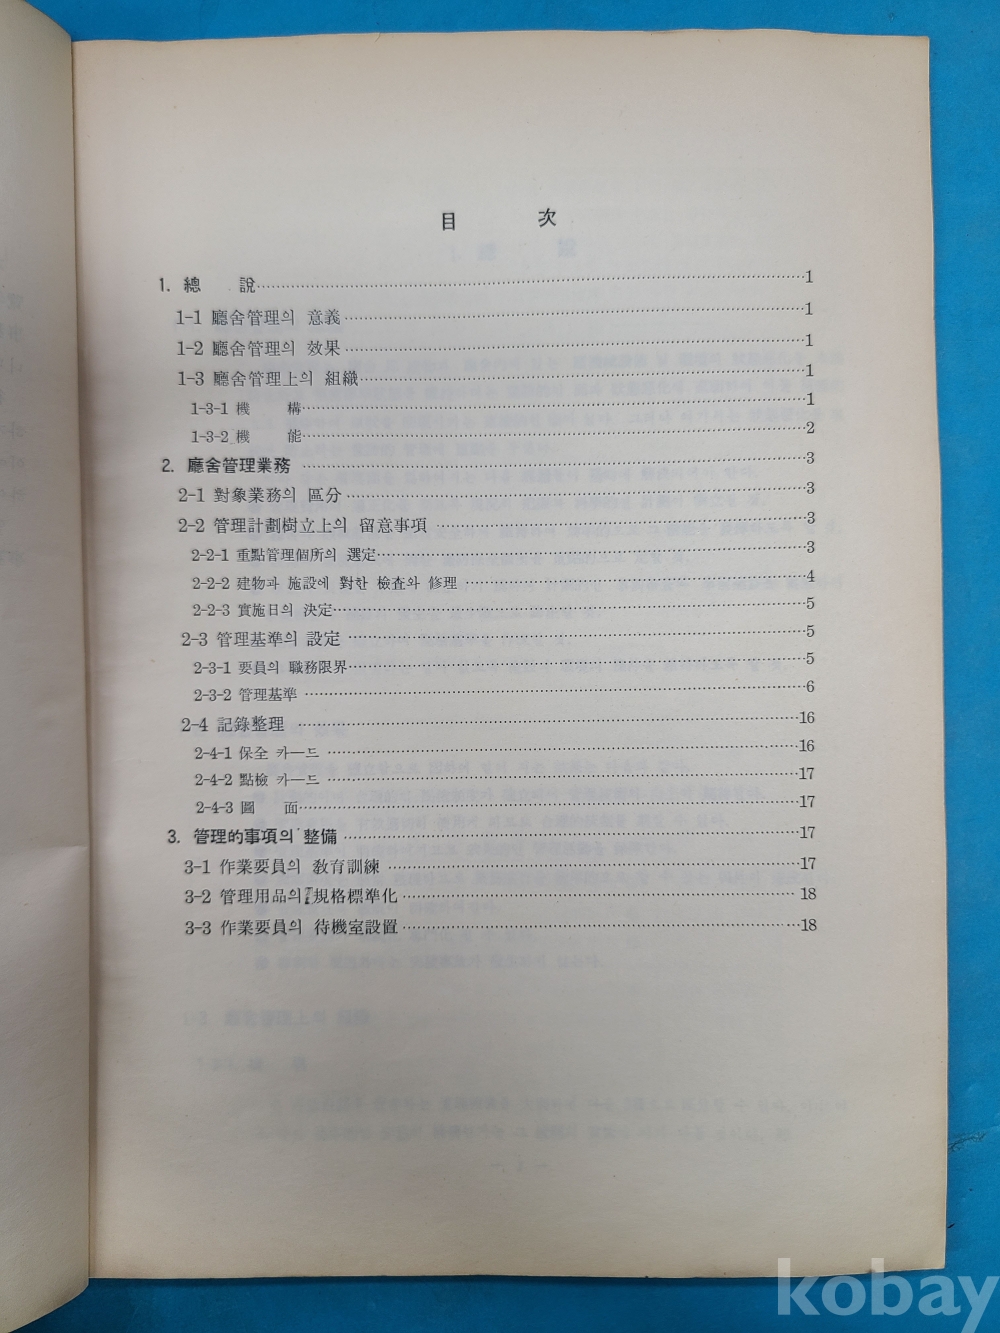 目 次
1. 總 說 1
1-1 廳舍管理의 意義 1
1-2 廳舍管理의 效果 1
1-3 廳舍管理上의 組織 1
1-3-1 機 構 1
1-3-2 機 能 2
2. 廳舍管理業務 3
2-1 對象業務의 區分 3
2-2 管理計劃樹立上의 留意事項 3
2-2-1 重點管理個所의 選定 3
2-2-2 建物과 施設에 對한 檢査와 修理 4
2-2-3 實施日의 決定 5
2-3 管理基準의 設定 5
2-3-1 要員의 職務限界 5
2-3-2 管理基準 6
2-4 記錄整理 16
2-4-1 保全 카―드 16
2-4-2 點檢 카―드 17
2-4-3 圖 面 17
3. 管理的事項의 整備 17
3-1 作業要員의 敎育訓練 17
3-2 管理用品의 規格標準化 18
3-3 作業要員의 待機室設置 18
kobay